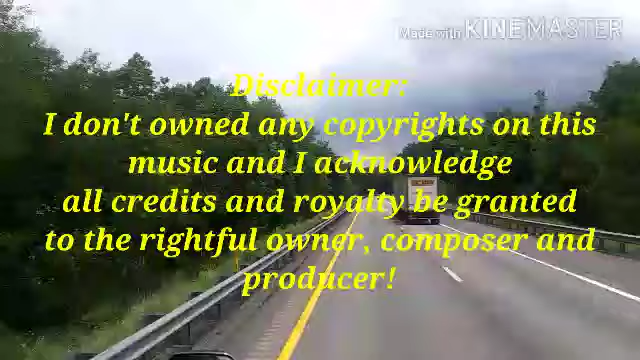 Made with KINEMASTER
Disclaimer:
I don't owned any copyrights on this
music and I acknowledge
all credits and royalty be granted
to the rightful owner, composer and
producer!